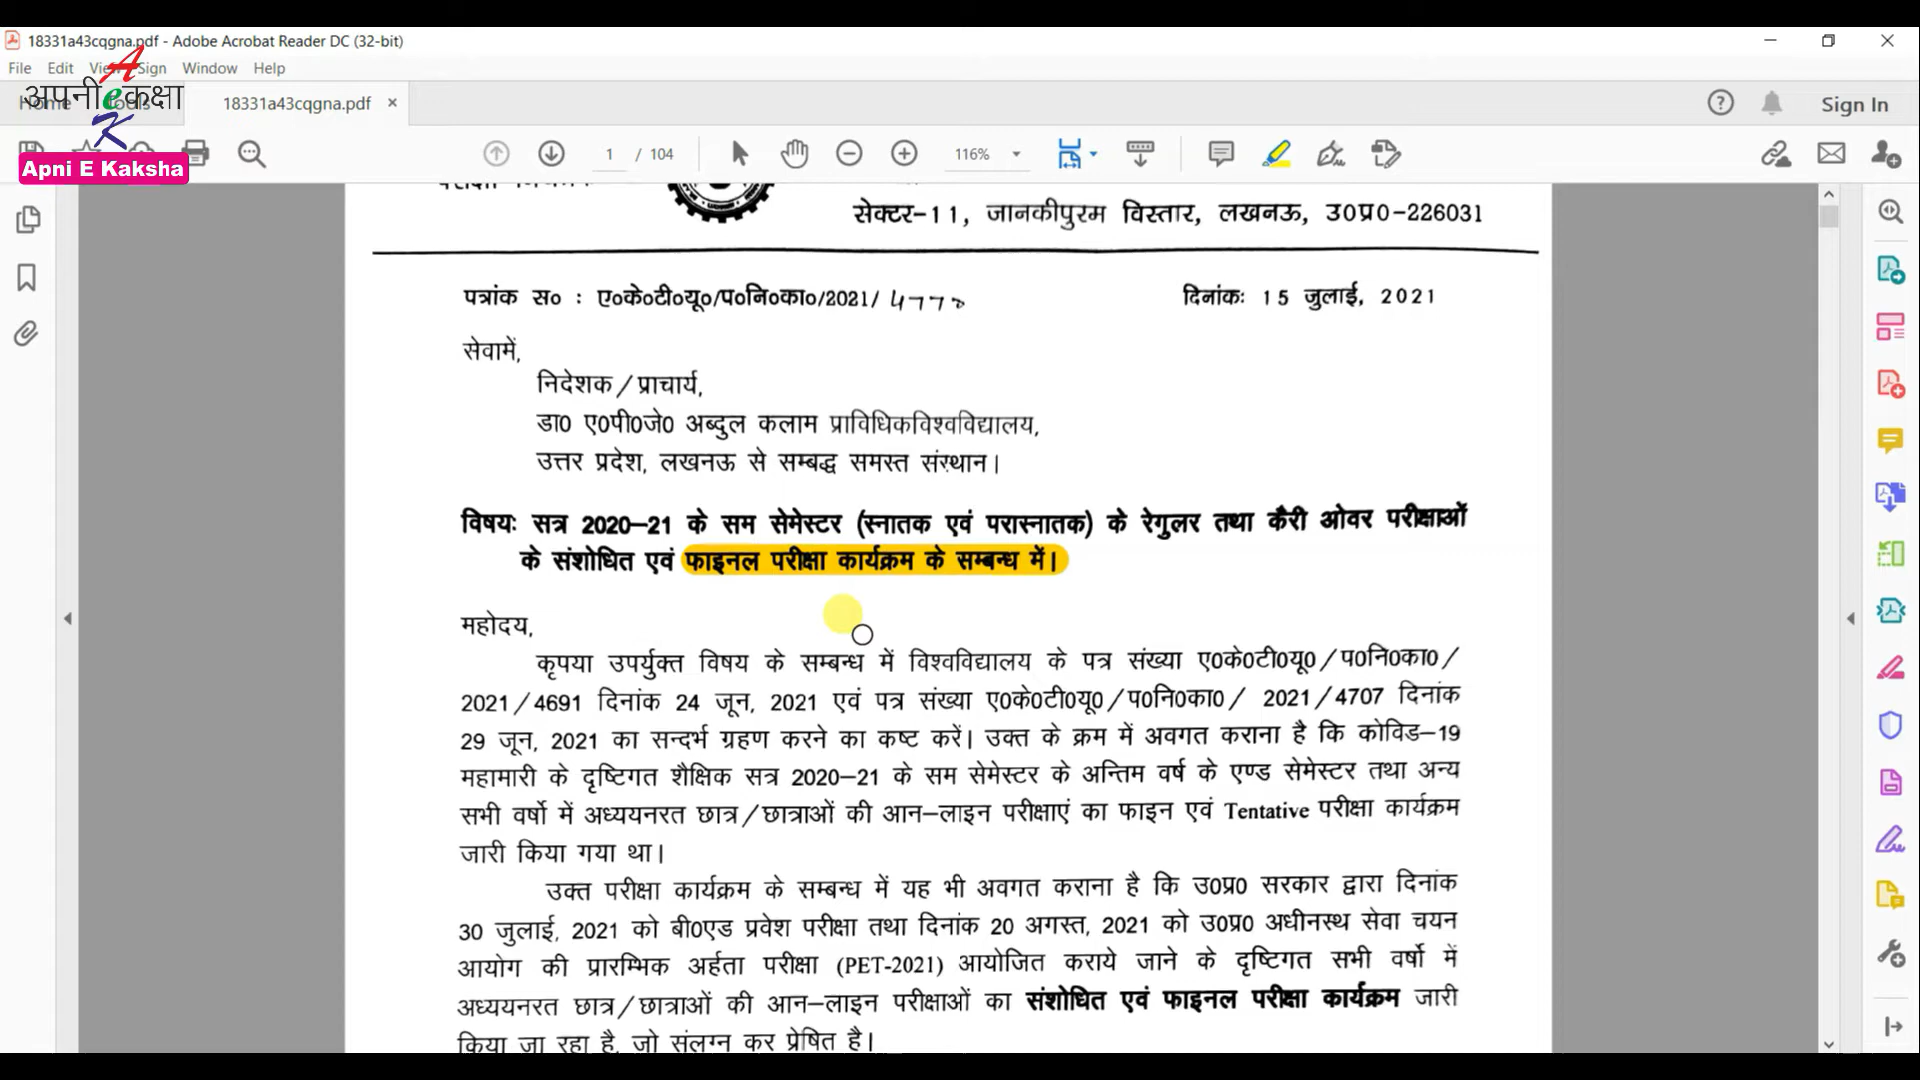 18331a43cqgna.pdf - Adobe Acrobat Reader DC (32-bit)
File Edit View Sign Window Help
अपनी e कक्षा
A
K
Apni E Kaksha
Home Tools 18331a43cqgna.pdf × Sign In
1 / 104 116%
सेक्टर-11, जानकीपुरम विस्तार, लखनऊ, उ0प्र0-226031
पत्रांक स० : ए०के०टी०यू०/प०नि०का०/2021/ दिनांकः 15 जुलाई, 2021
सेवामें,
निदेशक/प्राचार्य,
डा0 ए0पी0जे0 अब्दुल कलाम प्राविधिकविश्वविद्यालय,
उत्तर प्रदेश, लखनऊ से सम्बद्ध समस्त संस्थान।
विषयः सत्र 2020-21 के सम सेमेस्टर (स्नातक एवं परास्नातक) के रेगुलर तथा कैरी ओवर परीक्षाओं
के संशोधित एवं फाइनल परीक्षा कार्यक्रम के सम्बन्ध में।
महोदय,
कृपया उपर्युक्त विषय के सम्बन्ध में विश्वविद्यालय के पत्र संख्या ए0के0टी0यू0/प0नि0का0/
2021/4691 दिनांक 24 जून, 2021 एवं पत्र संख्या ए0के0टी0यू0/प0नि0का0/ 2021/4707 दिनांक
29 जून, 2021 का सन्दर्भ ग्रहण करने का कष्ट करें। उक्त के क्रम में अवगत कराना है कि कोविड-19
महामारी के दृष्टिगत शैक्षिक सत्र 2020-21 के सम सेमेस्टर के अन्तिम वर्ष के एण्ड सेमेस्टर तथा अन्य
सभी वर्षो में अध्ययनरत छात्र/छात्राओं की आन-लाइन परीक्षाएं का फाइन एवं Tentative परीक्षा कार्यक्रम
जारी किया गया था।
उक्त परीक्षा कार्यक्रम के सम्बन्ध में यह भी अवगत कराना है कि उ0प्र0 सरकार द्वारा दिनांक
30 जुलाई, 2021 को बी0एड प्रवेश परीक्षा तथा दिनांक 20 अगस्त, 2021 को उ0प्र0 अधीनस्थ सेवा चयन
आयोग की प्रारम्भिक अर्हता परीक्षा (PET-2021) आयोजित कराये जाने के दृष्टिगत सभी वर्षो में
अध्ययनरत छात्र/छात्राओं की आन-लाइन परीक्षाओं का संशोधित एवं फाइनल परीक्षा कार्यक्रम जारी
किया जा रहा है, जो संलग्न कर प्रेषित है।